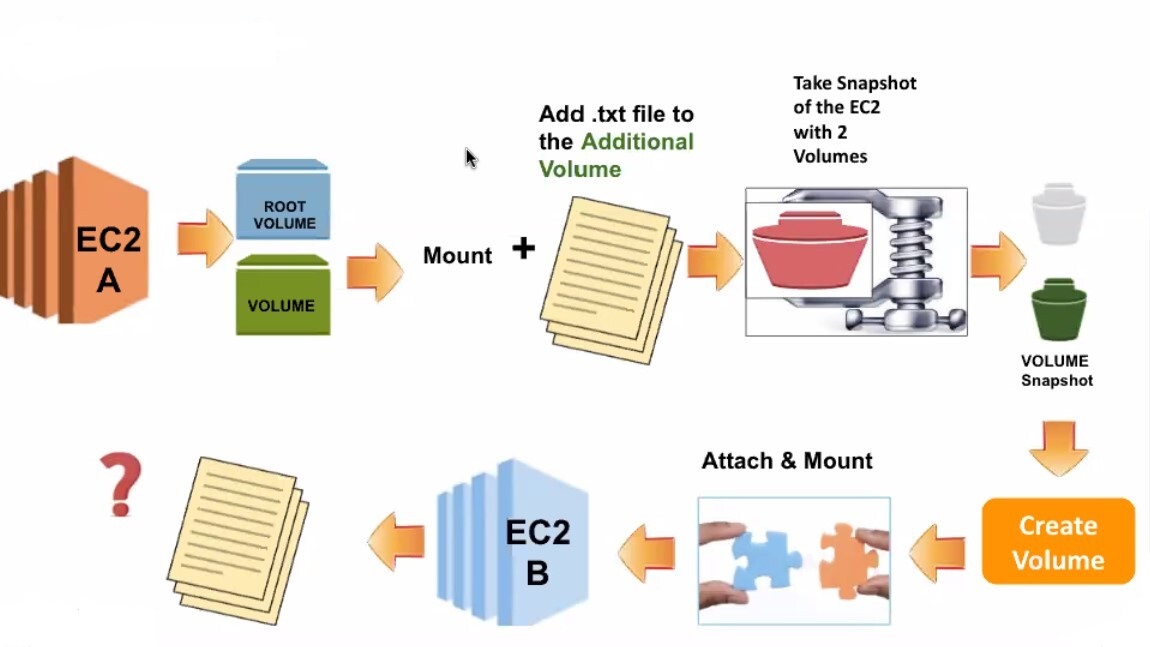 Take Snapshot
of the EC2
with 2
Volumes
Add .txt file to
the Additional
Volume
EC2
A
ROOT
VOLUME
VOLUME
Mount
+
VOLUME
Snapshot
Attach & Mount
Create
Volume
EC2
B
?